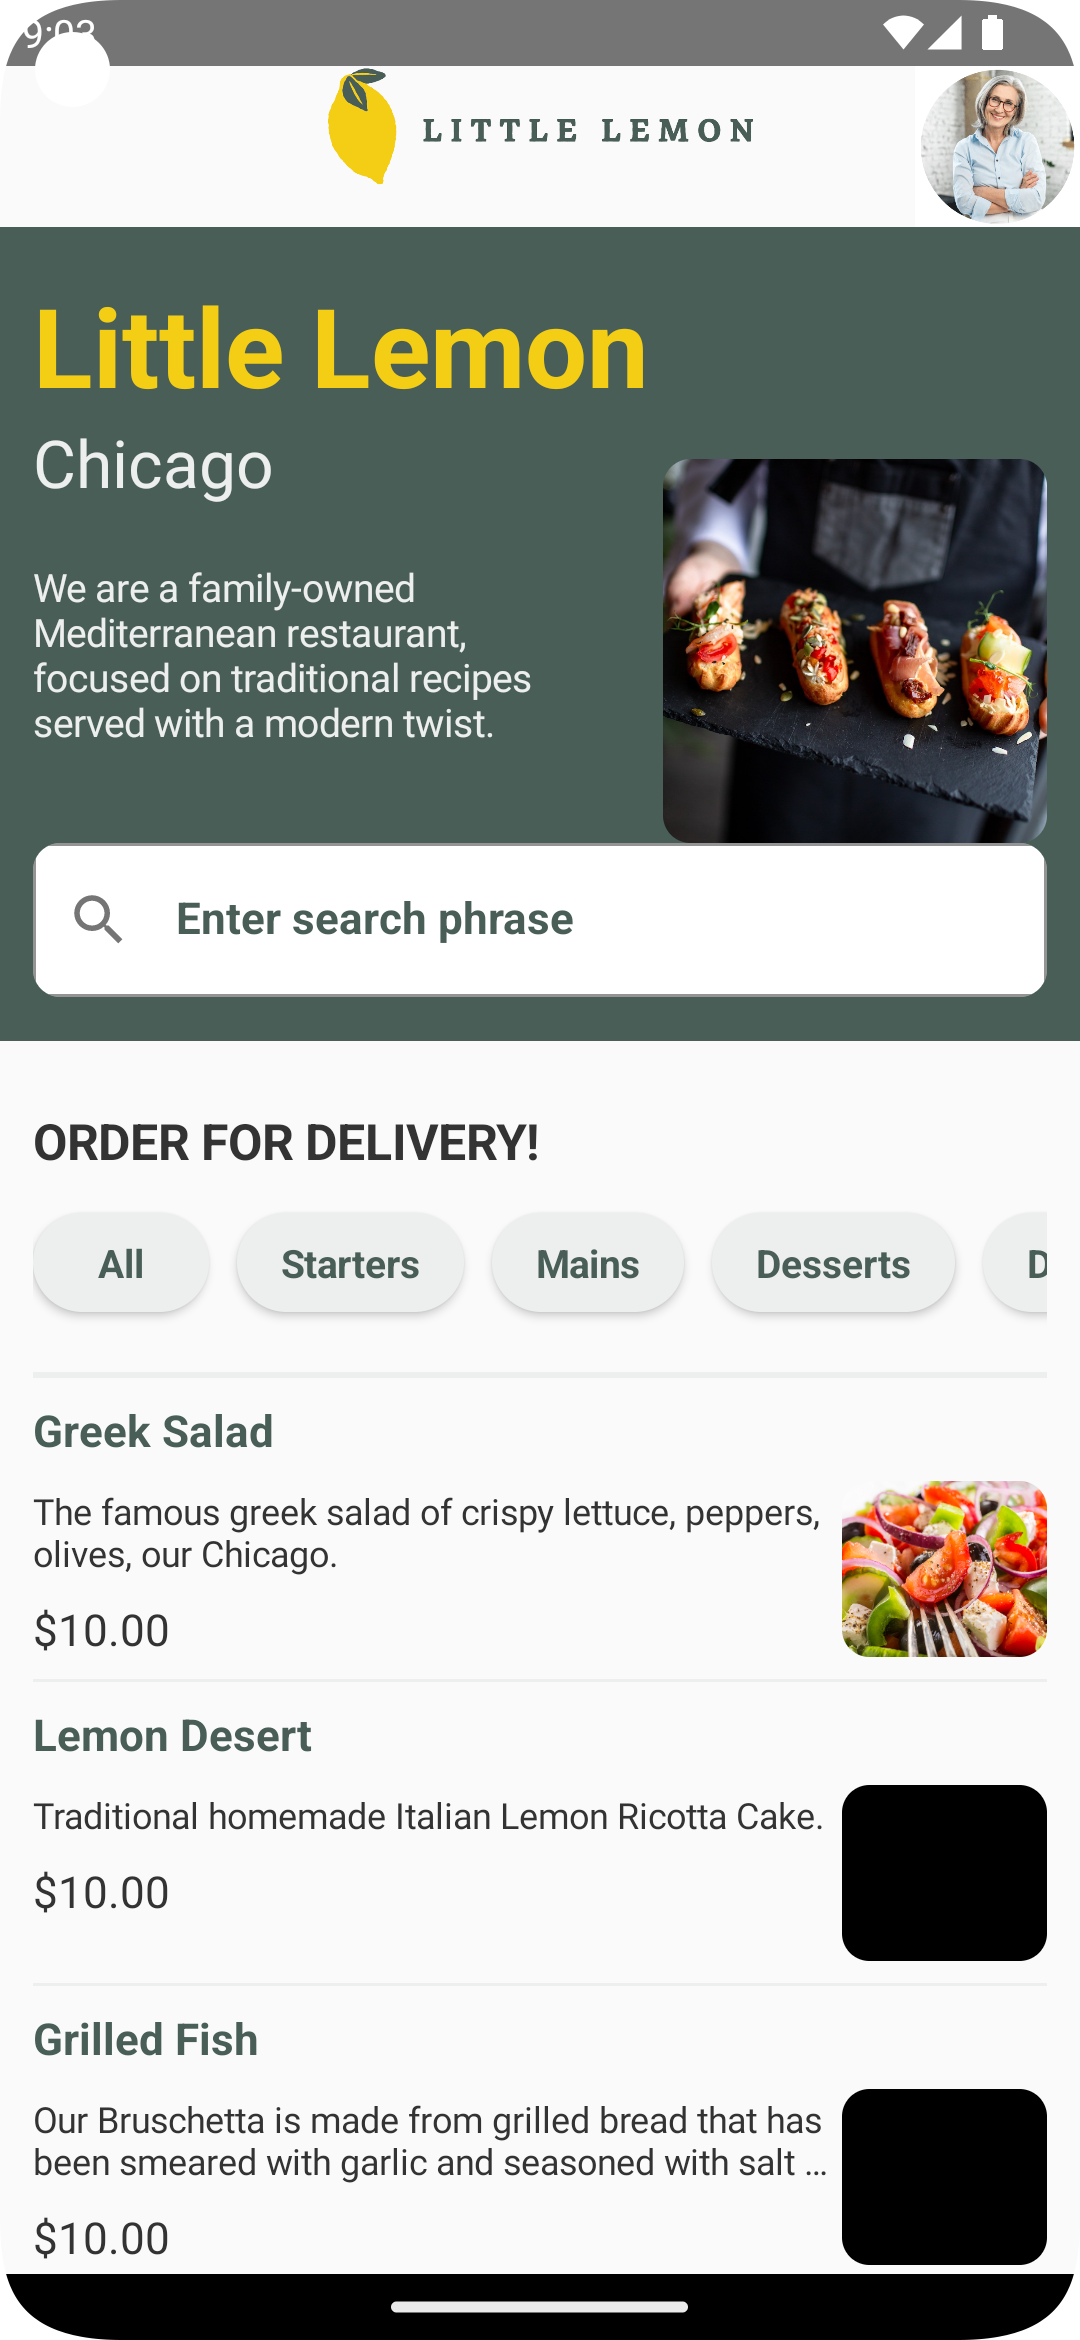 9:03
LITTLE LEMON
Little Lemon
Chicago
We are a family-owned
Mediterranean restaurant,
focused on traditional recipes
served with a modern twist.
Enter search phrase
ORDER FOR DELIVERY!
All Starters Mains Desserts D
Greek Salad
The famous greek salad of crispy lettuce, peppers,
olives, our Chicago.
$10.00
Lemon Desert
Traditional homemade Italian Lemon Ricotta Cake.
$10.00
Grilled Fish
Our Bruschetta is made from grilled bread that has
been smeared with garlic and seasoned with salt ...
$10.00